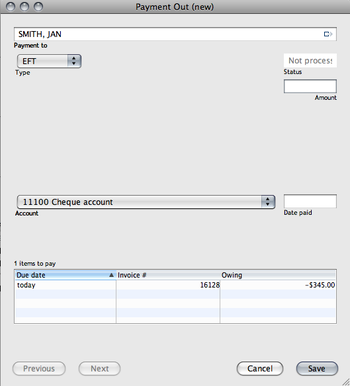 Payment Out (new)
SMITH, JAN
Payment to
EFT
Type
Not process
Status
Amount
11100 Cheque account
Account
Date paid
1 items to pay
Due date Invoice # Owing
today 16128 -$345.00
Previous Next Cancel Save